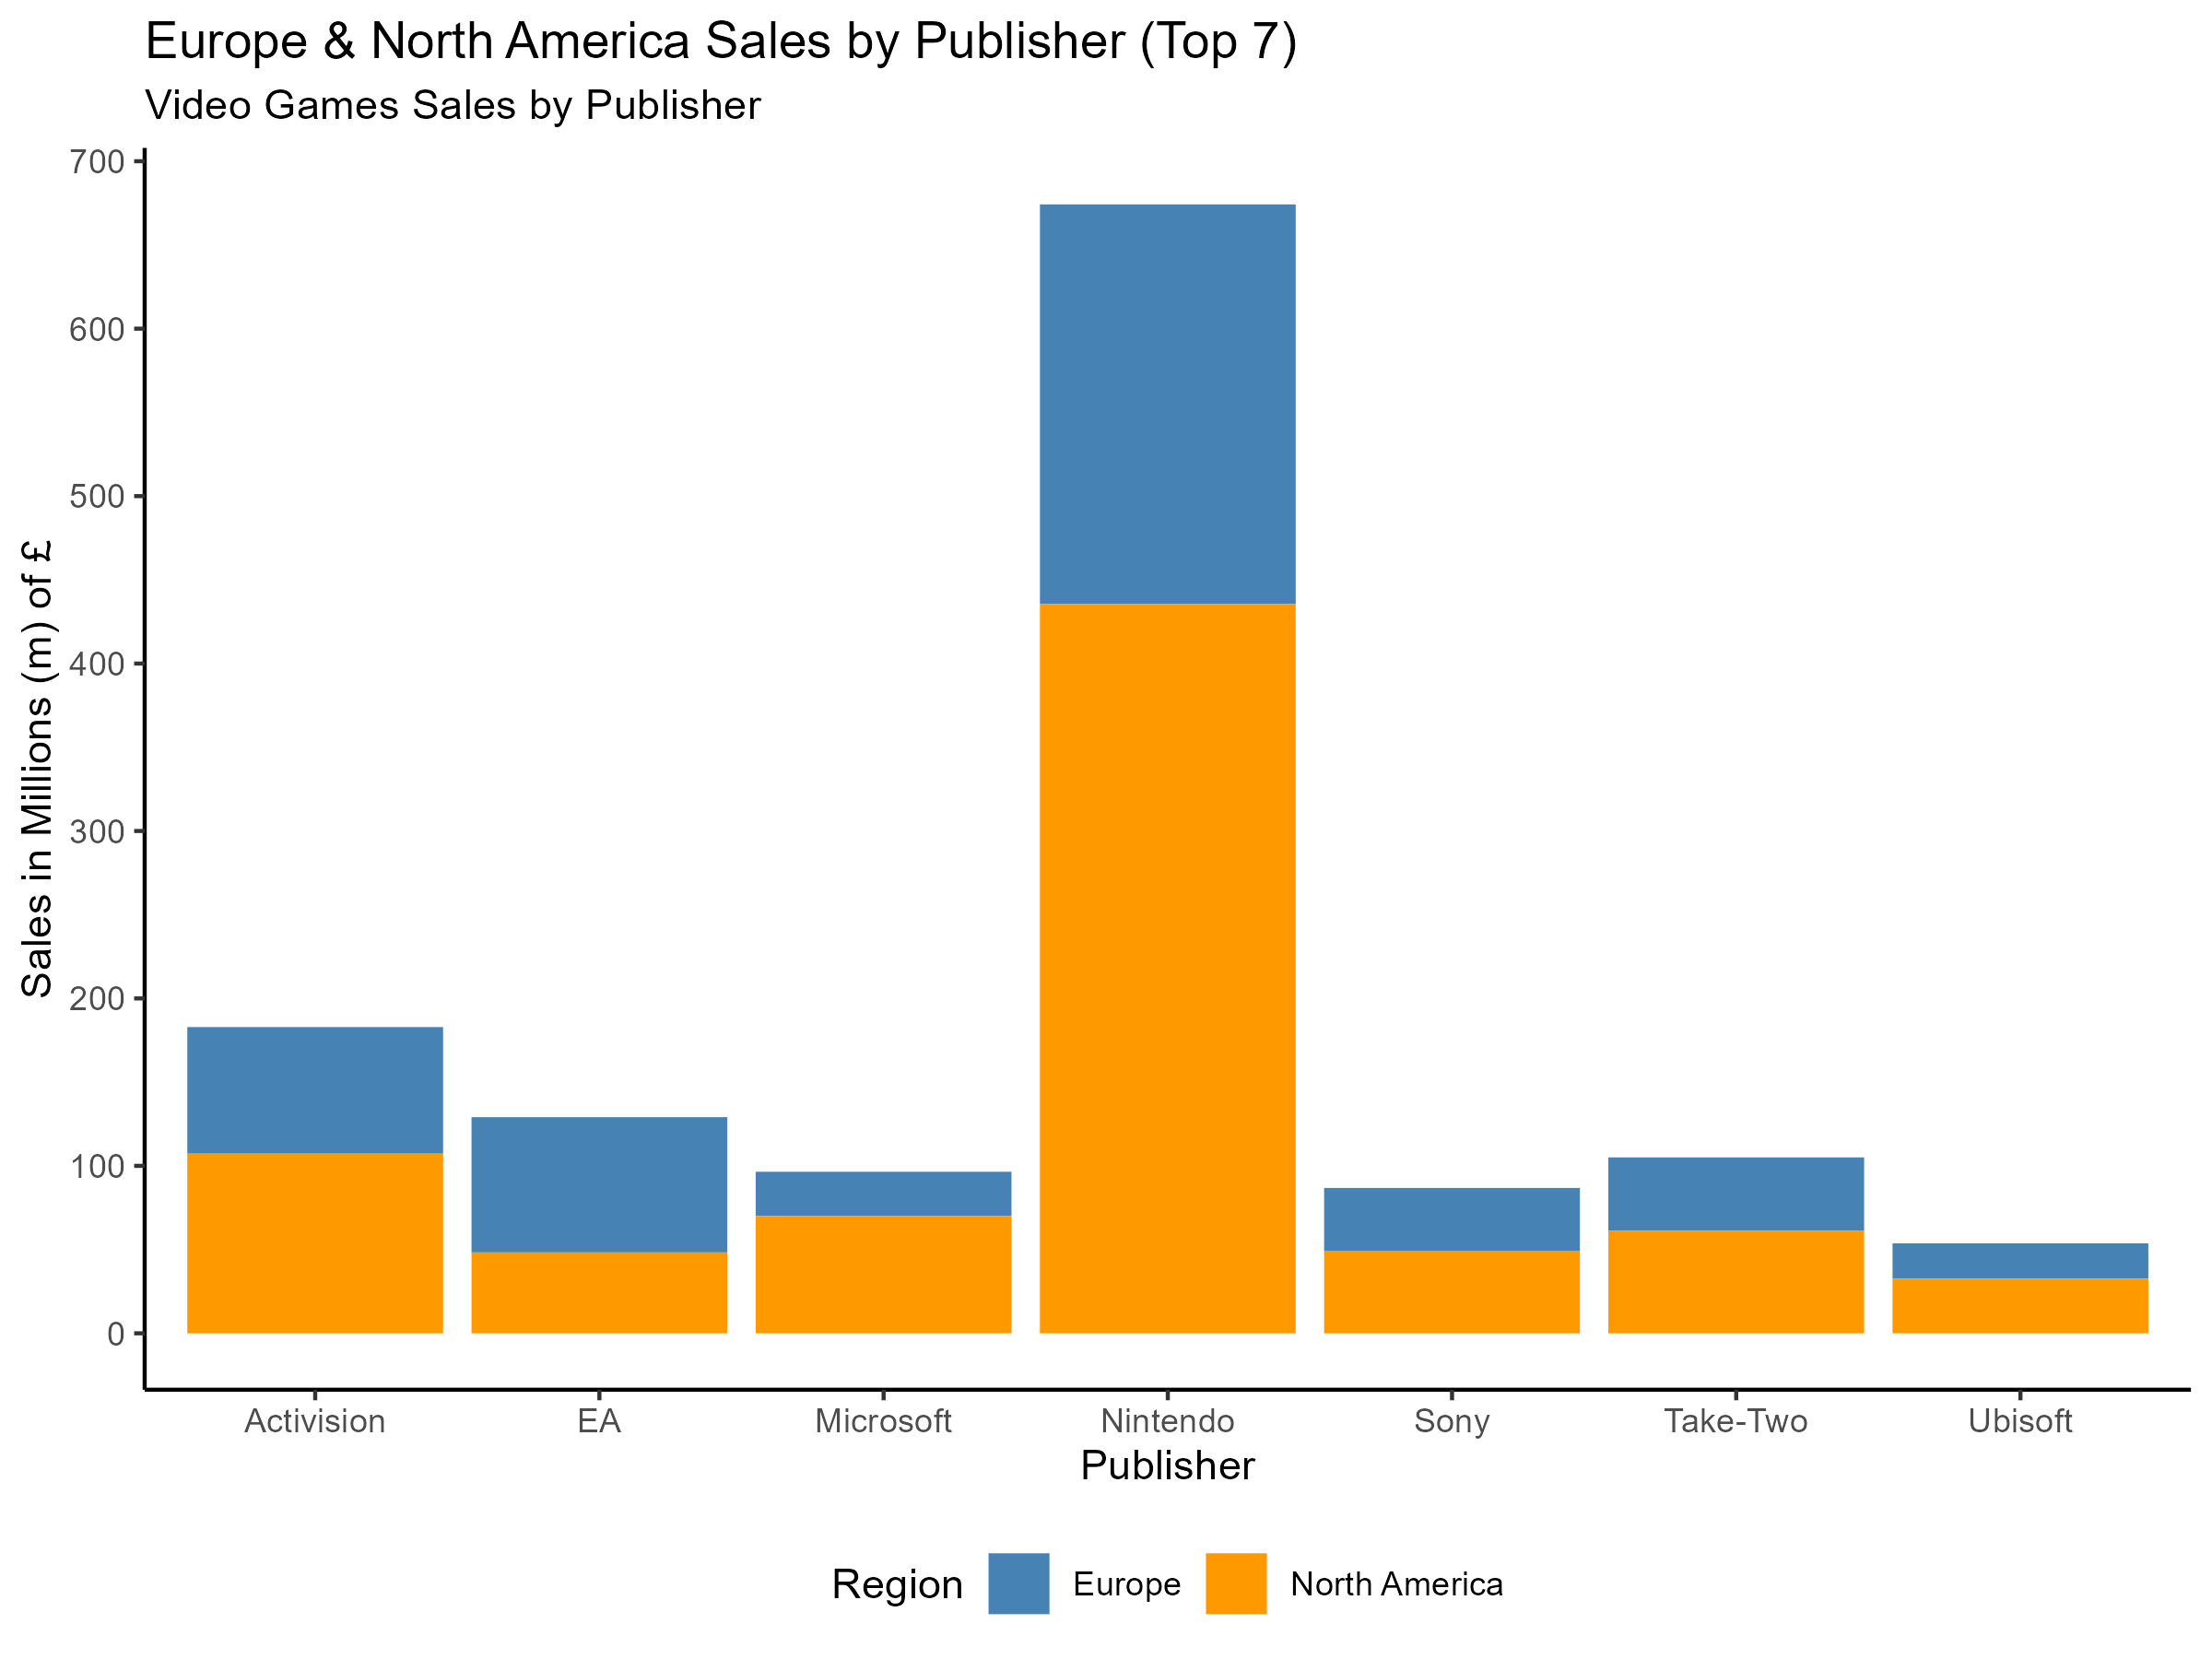 Europe & North America Sales by Publisher (Top 7)
Video Games Sales by Publisher
Sales in Millions (m) of £
700
600
500
400
300
200
100
0
Activision EA Microsoft Nintendo Sony Take-Two Ubisoft
Publisher
Region Europe North America